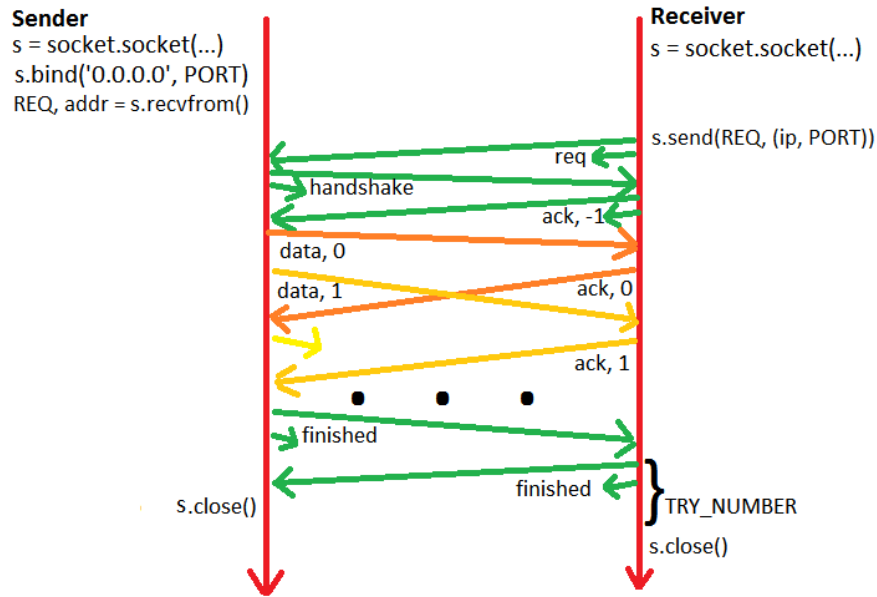 Sender
s = socket.socket(...)
s.bind('0.0.0.0', PORT)
REQ, addr = s.recvfrom()
Receiver
s = socket.socket(...)
s.send(REQ, (ip, PORT))
req
handshake
ack, -1
data, 0
data, 1
ack, 0
ack, 1
finished
finished
s.close()
TRY_NUMBER
s.close()